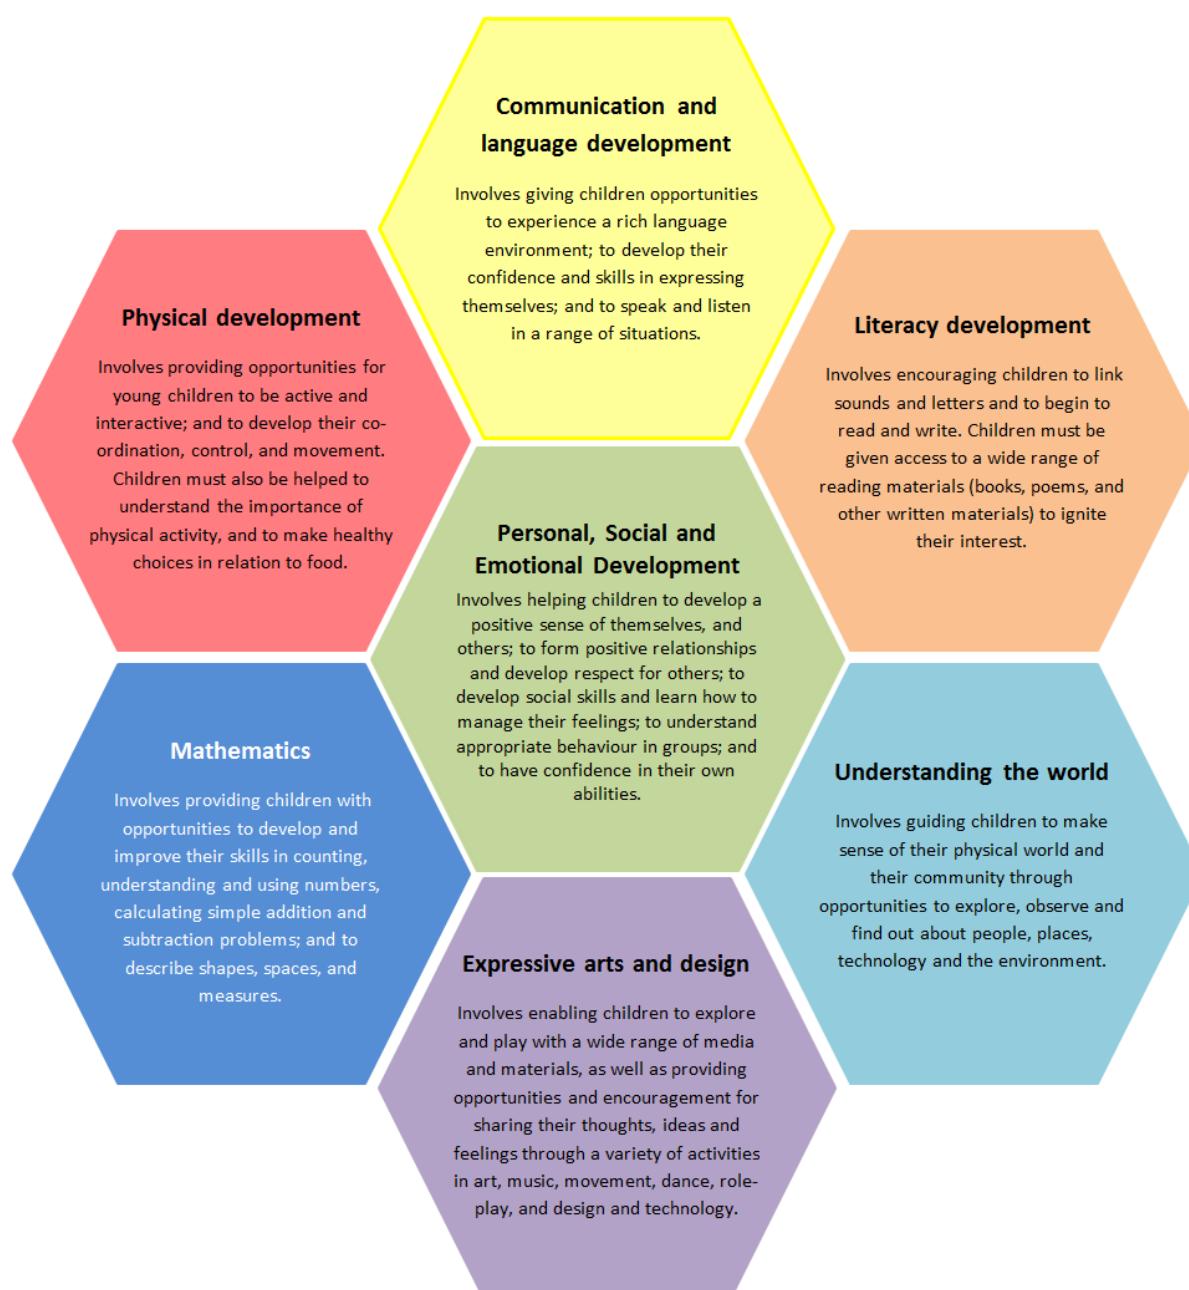 Communication and
language development
Involves giving children opportunities
to experience a rich language
environment; to develop their
confidence and skills in expressing
themselves; and to speak and listen
in a range of situations.
Physical development
Involves providing opportunities for
young children to be active and
interactive; and to develop their co-
ordination, control, and movement.
Children must also be helped to
understand the importance of
physical activity, and to make healthy
choices in relation to food.
Literacy development
Involves encouraging children to link
sounds and letters and to begin to
read and write. Children must be
given access to a wide range of
reading materials (books, poems, and
other written materials) to ignite
their interest.
Personal, Social and
Emotional Development
Involves helping children to develop a
positive sense of themselves, and
others; to form positive relationships
and develop respect for others; to
develop social skills and learn how to
manage their feelings; to understand
appropriate behaviour in groups; and
to have confidence in their own
abilities.
Mathematics
Involves providing children with
opportunities to develop and
improve their skills in counting,
understanding and using numbers,
calculating simple addition and
subtraction problems; and to
describe shapes, spaces, and
measures.
Understanding the world
Involves guiding children to make
sense of their physical world and
their community through
opportunities to explore, observe and
find out about people, places,
technology and the environment.
Expressive arts and design
Involves enabling children to explore
and play with a wide range of media
and materials, as well as providing
opportunities and encouragement for
sharing their thoughts, ideas and
feelings through a variety of activities
in art, music, movement, dance, role-
play, and design and technology.